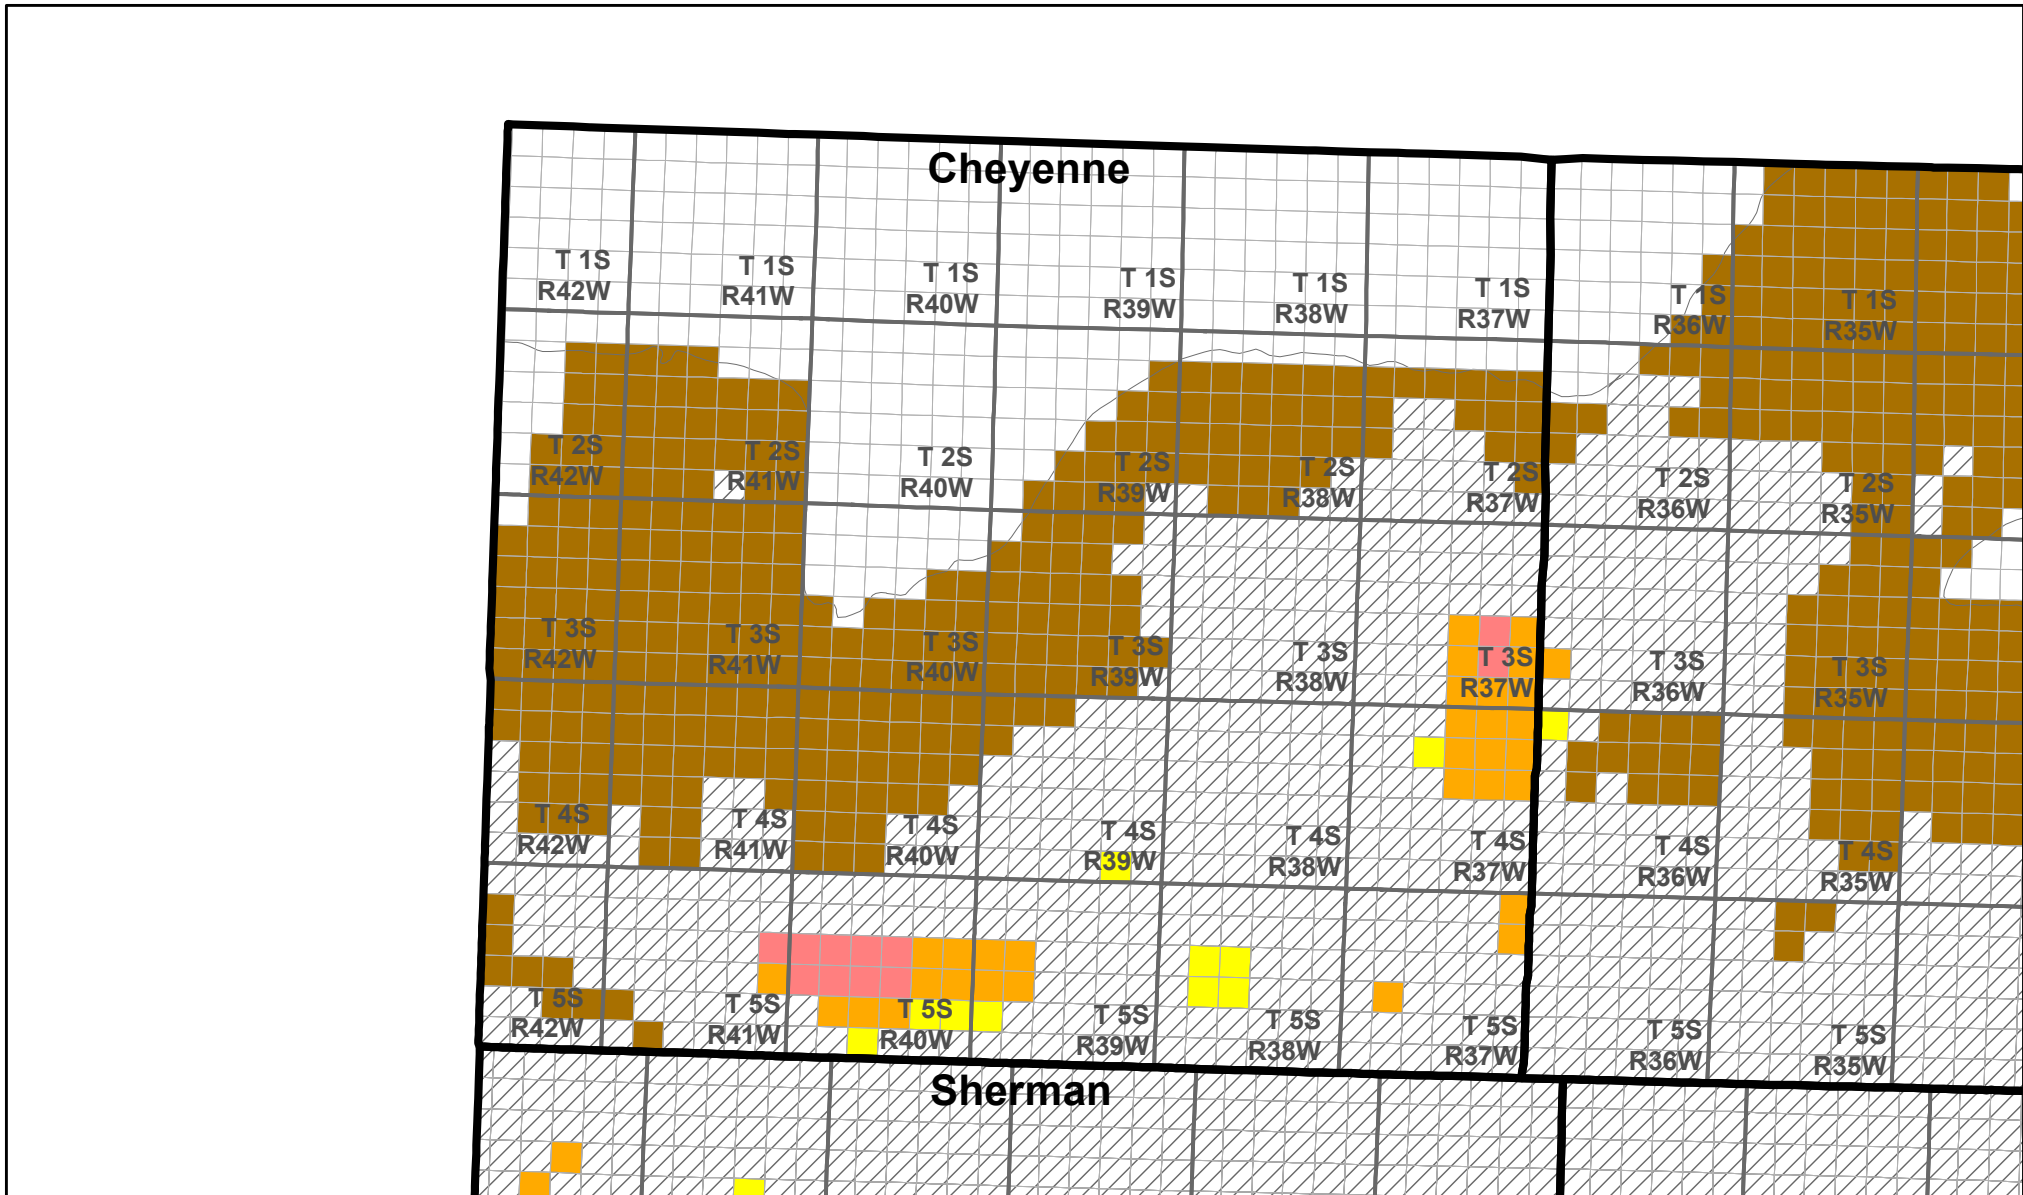 Cheyenne
T 1S
R42W
T 1S
R41W
T 1S
R40W
T 1S
R39W
T 1S
R38W
T 1S
R37W
T 1S
R36W
T 1S
R35W
T 2S
R42W
T 2S
R41W
T 2S
R40W
T 2S
R39W
T 2S
R38W
T 2S
R37W
T 2S
R36W
T 2S
R35W
T 3S
R42W
T 3S
R41W
T 3S
R40W
T 3S
R39W
T 3S
R38W
T 3S
R37W
T 3S
R36W
T 3S
R35W
T 4S
R42W
T 4S
R41W
T 4S
R40W
T 4S
R39W
T 4S
R38W
T 4S
R37W
T 4S
R36W
T 4S
R35W
T 5S
R42W
T 5S
R41W
T 5S
R40W
T 5S
R39W
T 5S
R38W
T 5S
R37W
T 5S
R36W
T 5S
R35W
Sherman